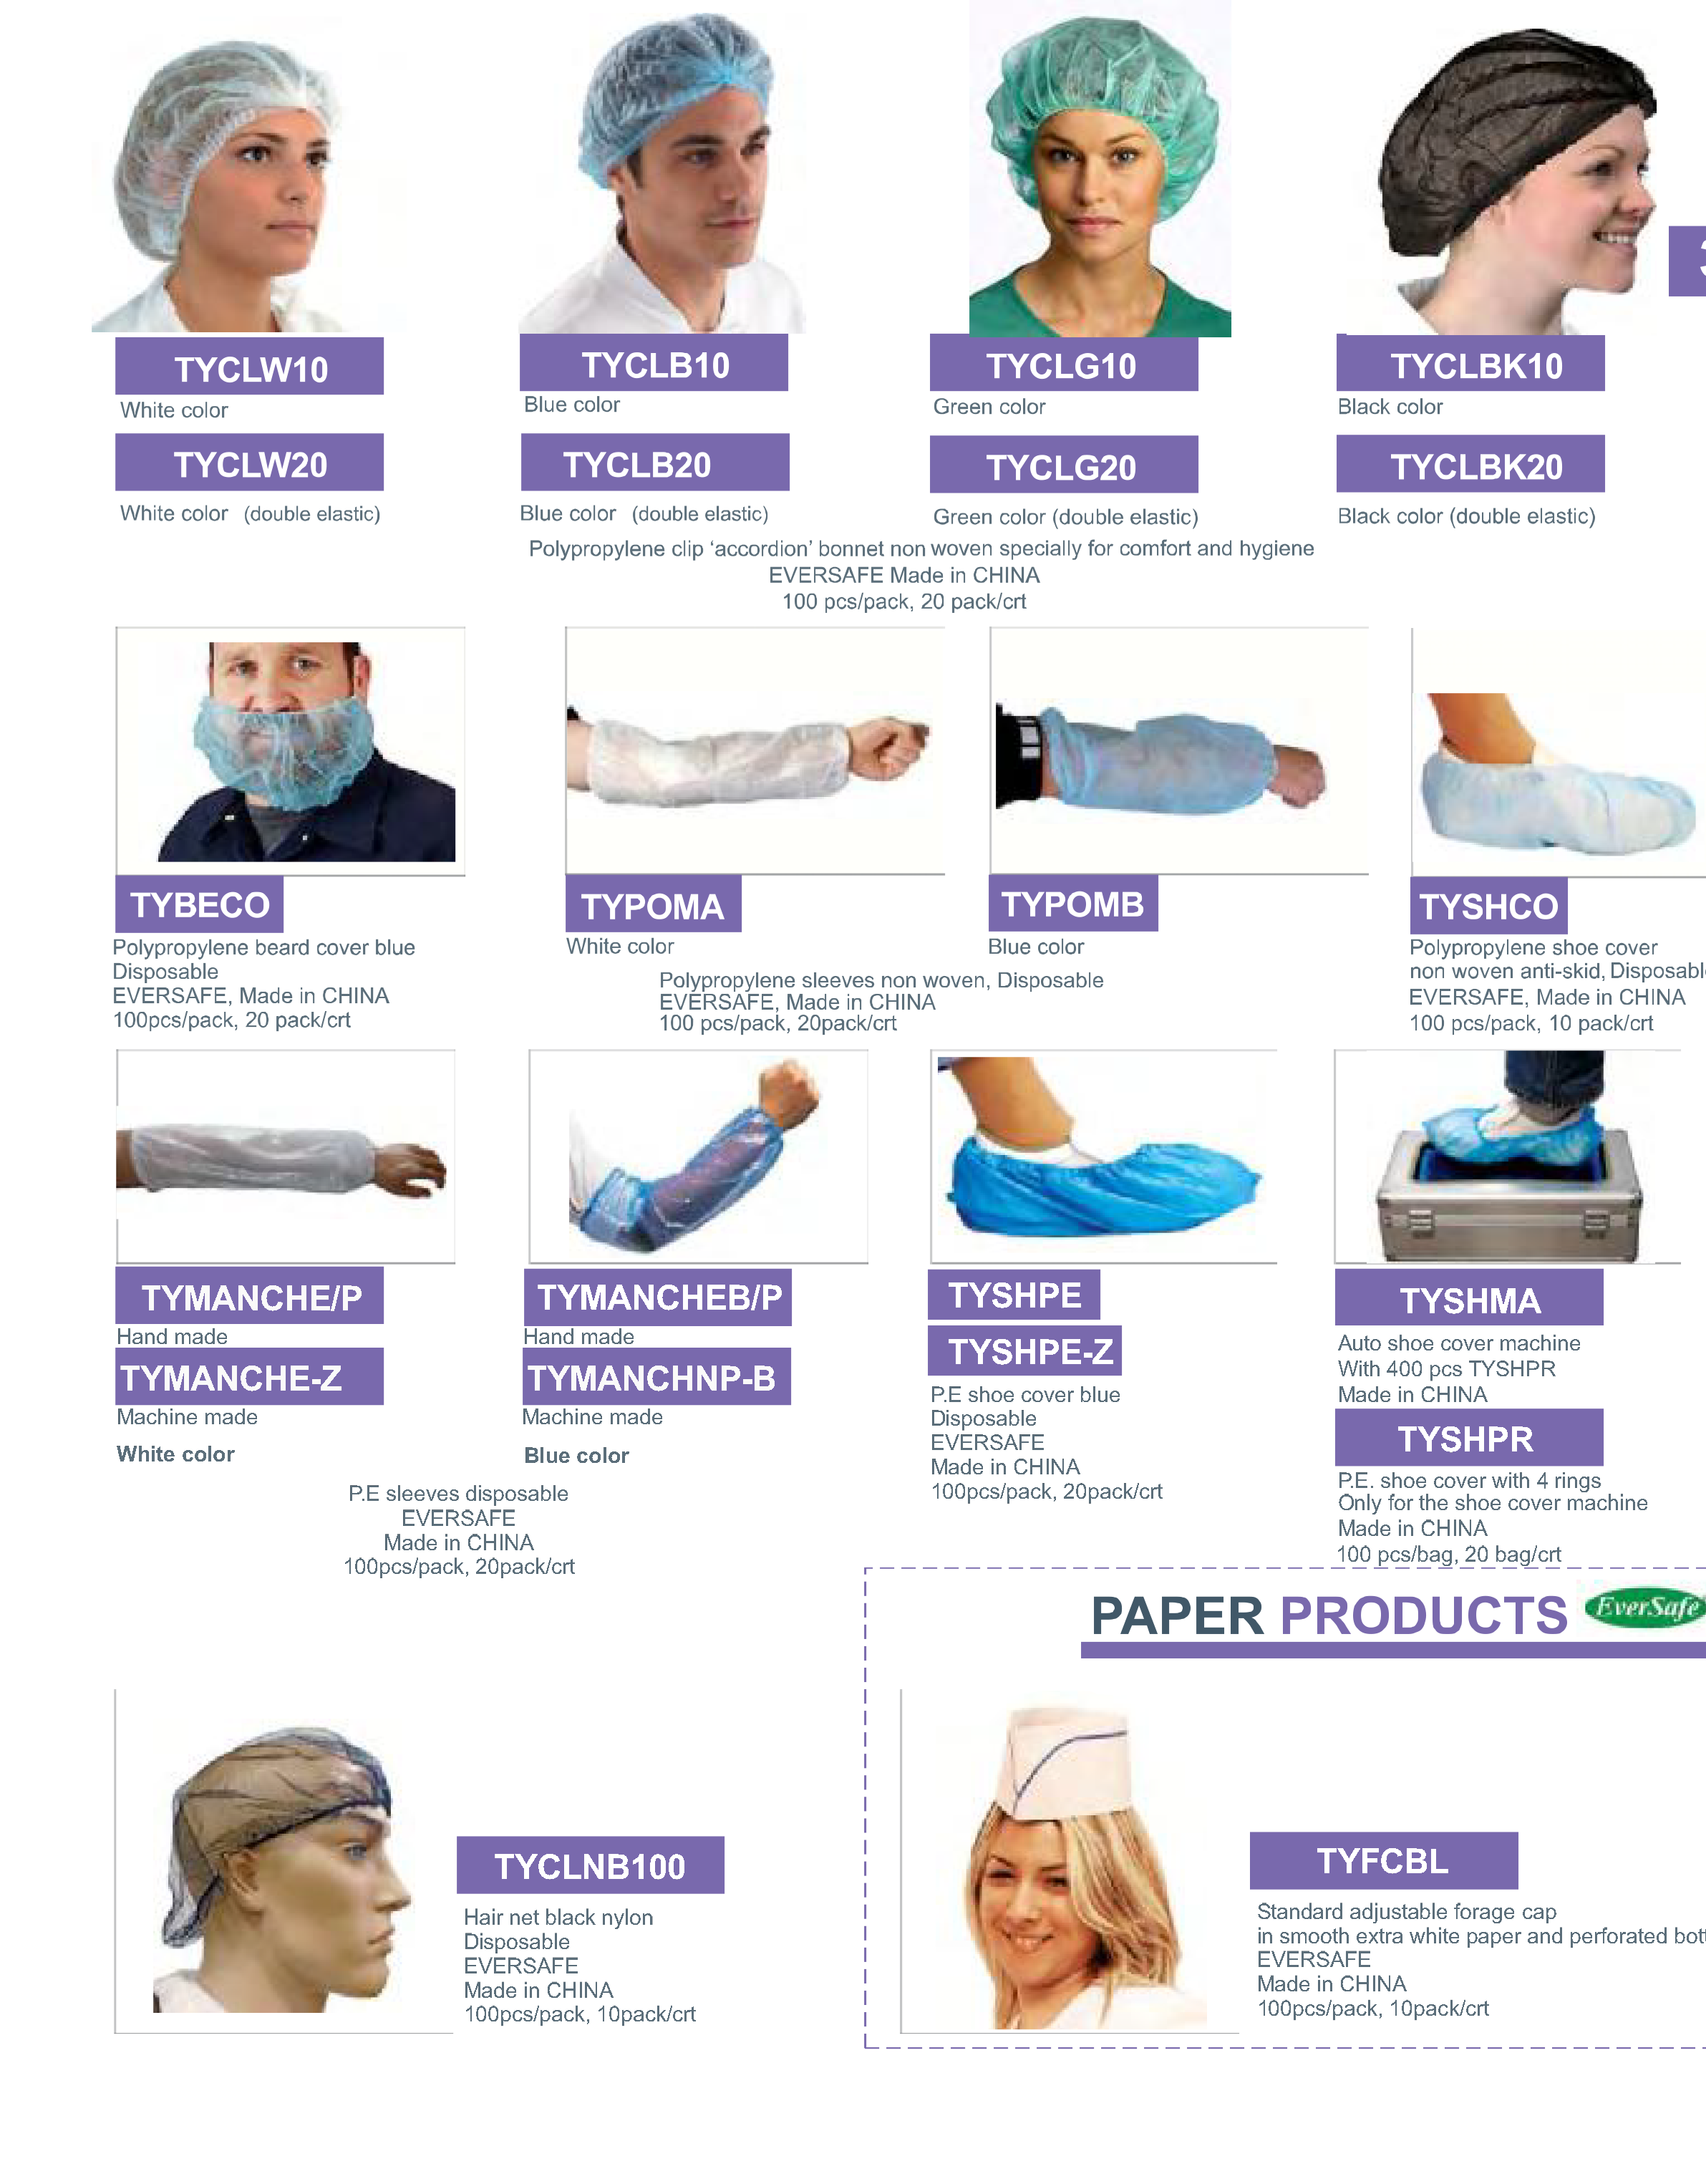 TYCLW10
White color
TYCLW20
White color (double elastic)
TYCLB10
Blue color
TYCLB20
Blue color (double elastic)
TYCLG10
Green color
TYCLG20
Green color (double elastic)
TYCLBK10
Black color
TYCLBK20
Black color (double elastic)
Polypropylene clip ‘accordion’ bonnet non woven specially for comfort and hygiene
EVERSAFE Made in CHINA
100 pcs/pack, 20 pack/crt
TYBECO
Polypropylene beard cover blue
Disposable
EVERSAFE, Made in CHINA
100pcs/pack, 20 pack/crt
TYPOMA
White color
TYPOMB
Blue color
Polypropylene sleeves non woven, Disposable
EVERSAFE, Made in CHINA
100 pcs/pack, 20pack/crt
TYSHCO
Polypropylene shoe cover
non woven anti-skid,
EVERSAFE, Made in CHINA
100 pcs/pack, 10 pack/crt
TYMANCHE/P
Hand made
TYMANCHE-Z
Machine made
White color
TYMANCHEB/P
Hand made
TYMANCHNP-B
Machine made
Blue color
P.E sleeves disposable
EVERSAFE
Made in CHINA
100pcs/pack, 20pack/crt
TYSHPE
TYSHPE-Z
P.E shoe cover blue
Disposable
EVERSAFE
Made in CHINA
100pcs/pack, 20pack/crt
TYSHMA
Auto shoe cover machine
With 400 pcs TYSHPR
Made in CHINA
TYSHPR
P.E. shoe cover with 4 rings
Only for the shoe cover machine
Made in CHINA
100 pcs/bag, 20 bag/crt
PAPER PRODUCTS EverSafe
TYCLNB100
Hair net black nylon
Disposable
EVERSAFE
Made in CHINA
100pcs/pack, 10pack/crt
TYFCBL
Standard adjustable forage cap
in smooth extra white paper and perforated
EVERSAFE
Made in CHINA
100pcs/pack, 10pack/crt